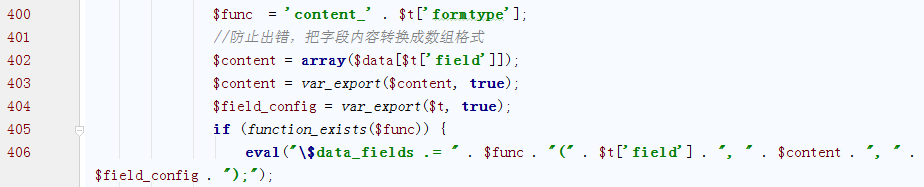 400 $func = 'content_' . $t['formtype'];
401 //防止出错，把字段内容转换成数组格式
402 $content = array($data[$t['field']]);
403 $content = var_export($content, true);
404 $field_config = var_export($t, true);
405 if (function_exists($func)) {
406 eval("\$data_fields .= " . $func . "(" . $t['field'] . ", " . $content . ", " .
$field_config . ");");